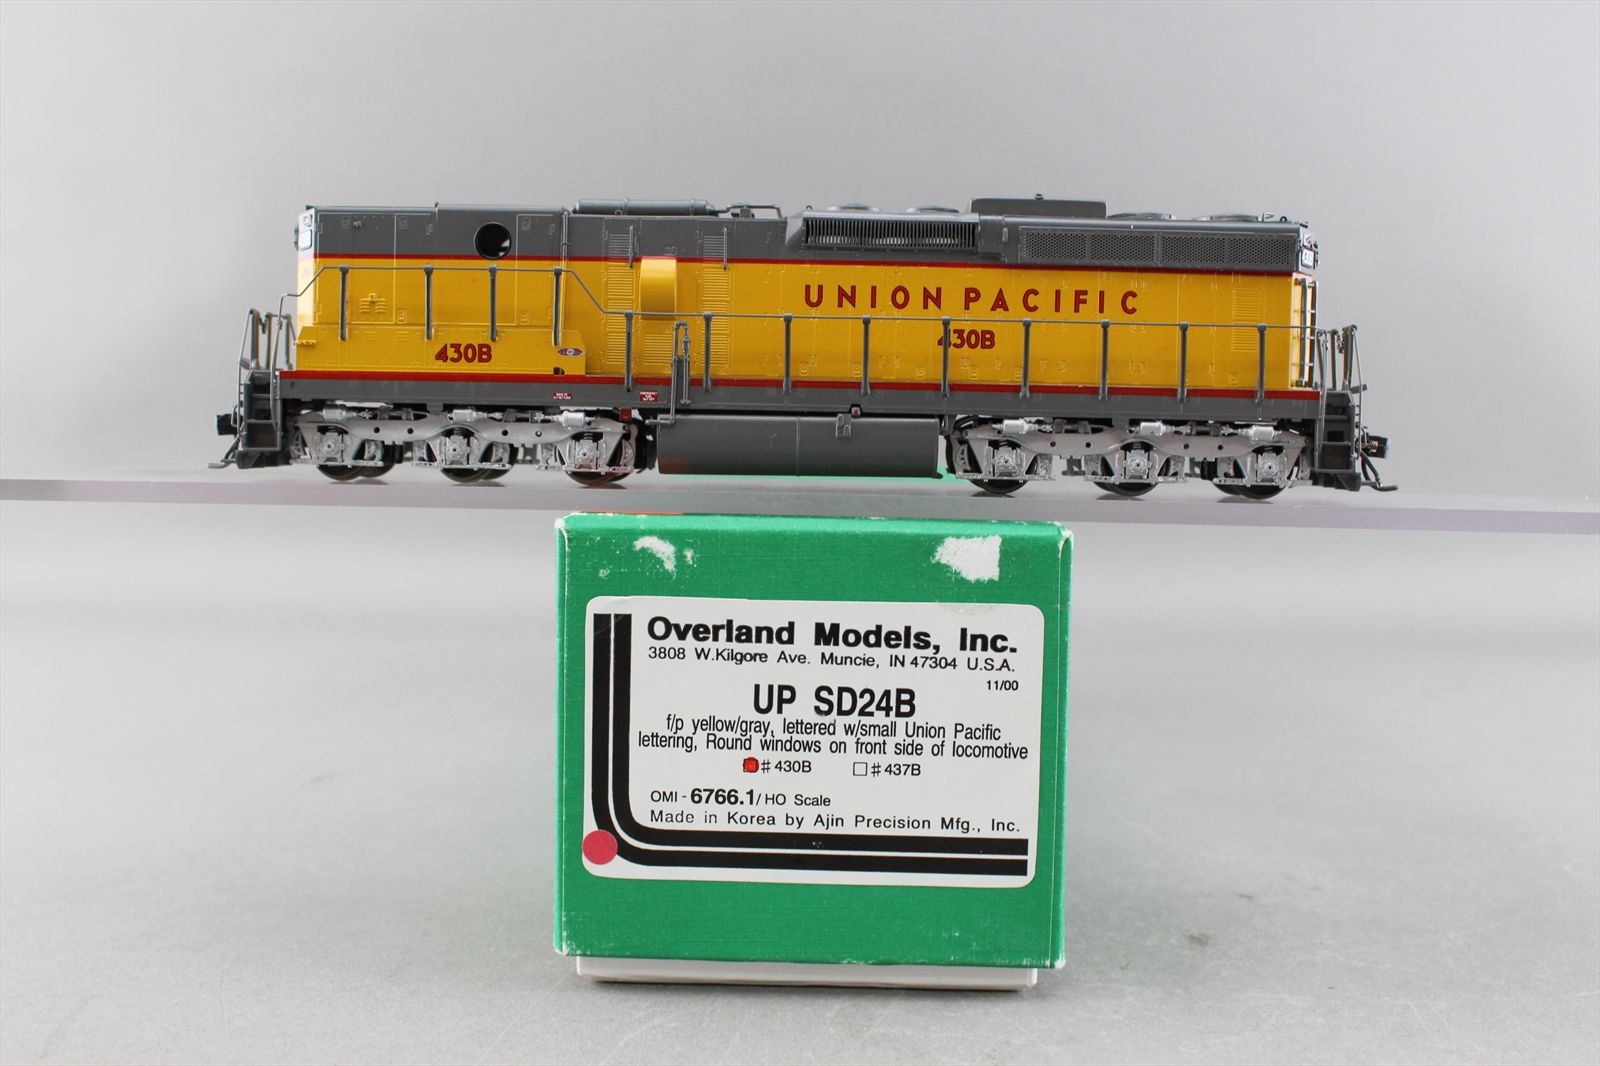 UNION PACIFIC
430B
430B
Overland Models, Inc.
3808 W.Kilgore Ave. Muncie, IN 47304 U.S.A.
11/00
UP SD24B
f/p yellow/gray, lettered w/small Union Pacific
lettering, Round windows on front side of locomotive
# 430B # 437B
OMI - 6766.1/ HO Scale
Made in Korea by Ajin Precision Mfg., Inc.